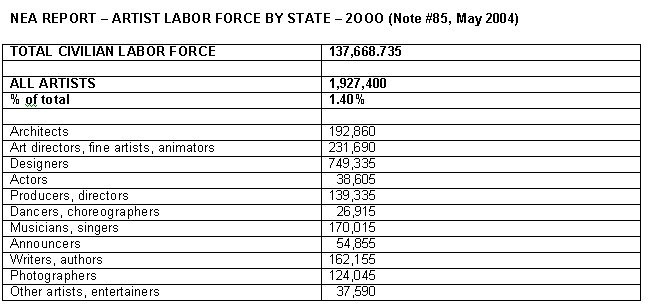 NEA REPORT – ARTIST LABOR FORCE BY STATE – 2OOO (Note #85, May 2004)
TOTAL CIVILIAN LABOR FORCE 137,668.735
ALL ARTISTS 1,927,400
% of total 1.40%
Architects 192,860
Art directors, fine artists, animators 231,690
Designers 749,335
Actors 38,605
Producers, directors 139,335
Dancers, choreographers 26,915
Musicians, singers 170,015
Announcers 54,855
Writers, authors 162,155
Photographers 124,045
Other artists, entertainers 37,590